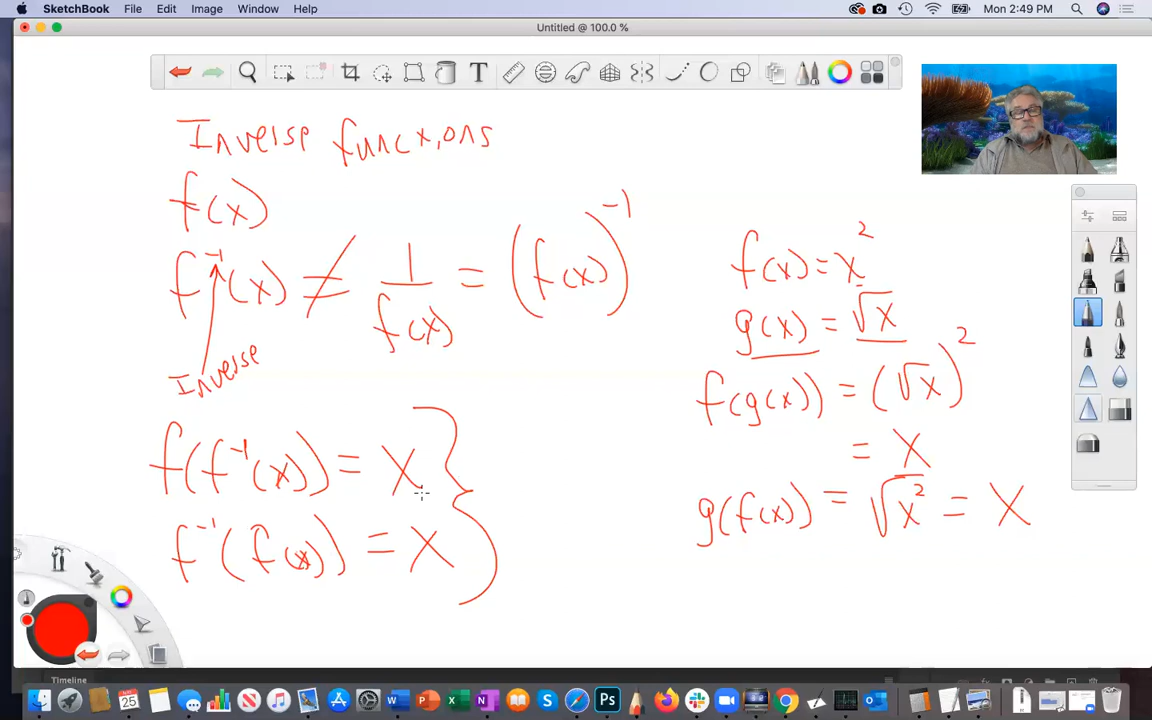 SketchBook File Edit Image Window Help Mon 2:49 PM
Untitled @ 100.0 %
Inverse functions
f(x)
f⁻¹(x) ≠ 1/f(x) = (f(x))⁻¹
Inverse
f(f⁻¹(x)) = x
f⁻¹(f(x)) = x
f(x) = x²
g(x) = √x
f(g(x)) = (√x)²
= x
g(f(x)) = √x² = x
Timeline